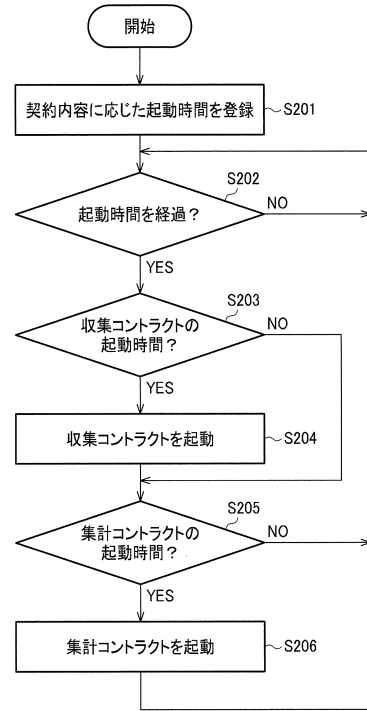 開始
契約内容に応じた起動時間を登録
S201
S202
起動時間を経過？
NO
YES
S203
収集コントラクトの
起動時間？
NO
YES
収集コントラクトを起動
S204
S205
集計コントラクトの
起動時間？
NO
YES
集計コントラクトを起動
S206